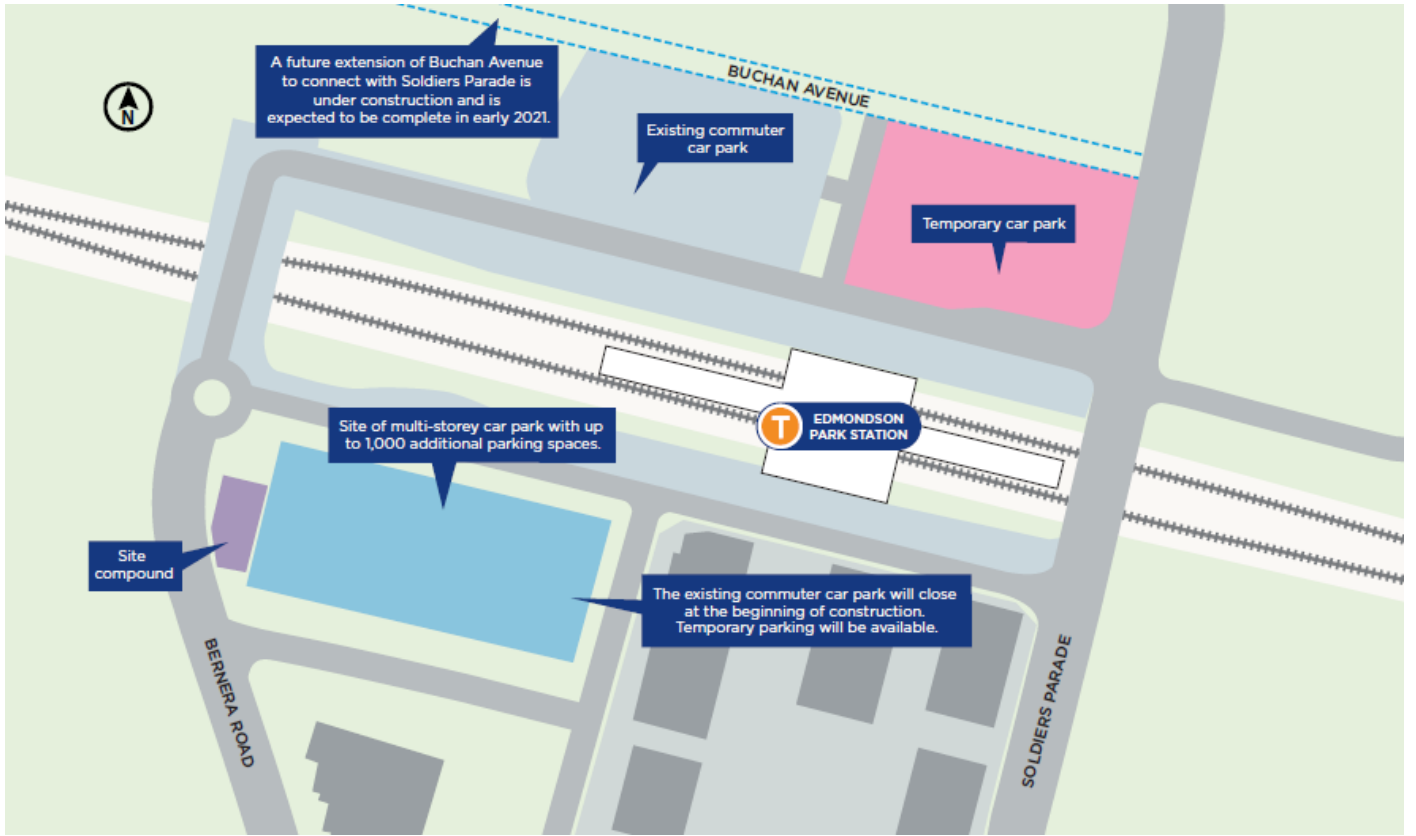 A future extension of Buchan Avenue
to connect with Soldiers Parade is
under construction and is
expected to be complete in early 2021.
BUCHAN AVENUE
N
Existing commuter
car park
Temporary car park
T
EDMONDSON
PARK STATION
Site of multi-storey car park with up
to 1,000 additional parking spaces.
Site
compound
The existing commuter car park will close
at the beginning of construction.
Temporary parking will be available.
BERNERA ROAD
SOLDIERS PARADE